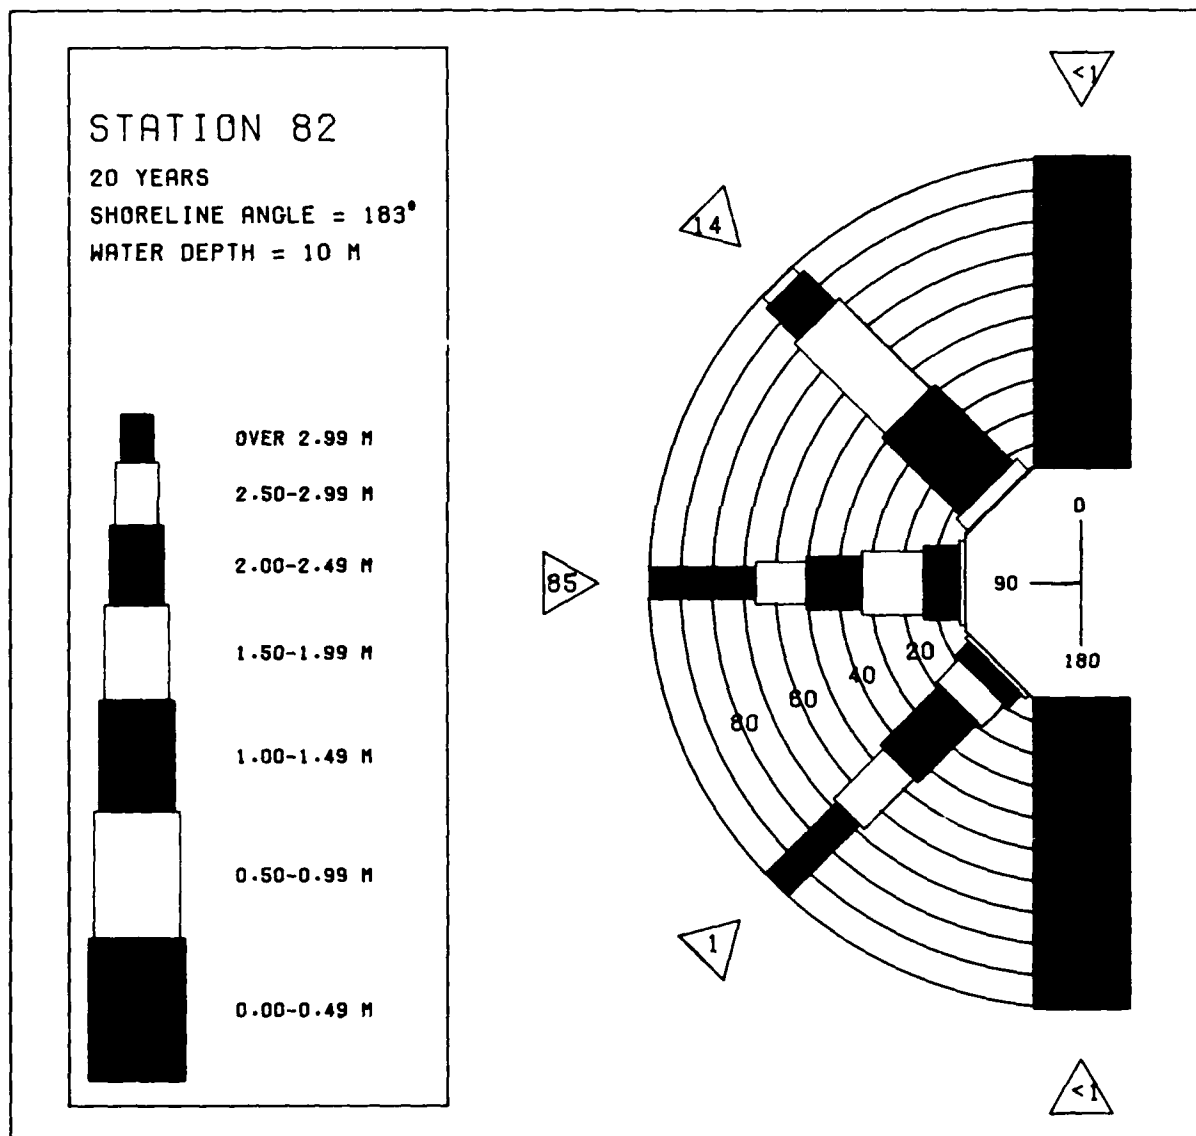 STATION 82
20 YEARS
SHORELINE ANGLE = 183°
WATER DEPTH = 10 M
OVER 2.99 M
2.50-2.99 M
2.00-2.49 M
1.50-1.99 M
1.00-1.49 M
0.50-0.99 M
0.00-0.49 M
<1
14
85
0
90
180
20
40
60
80
1
<1